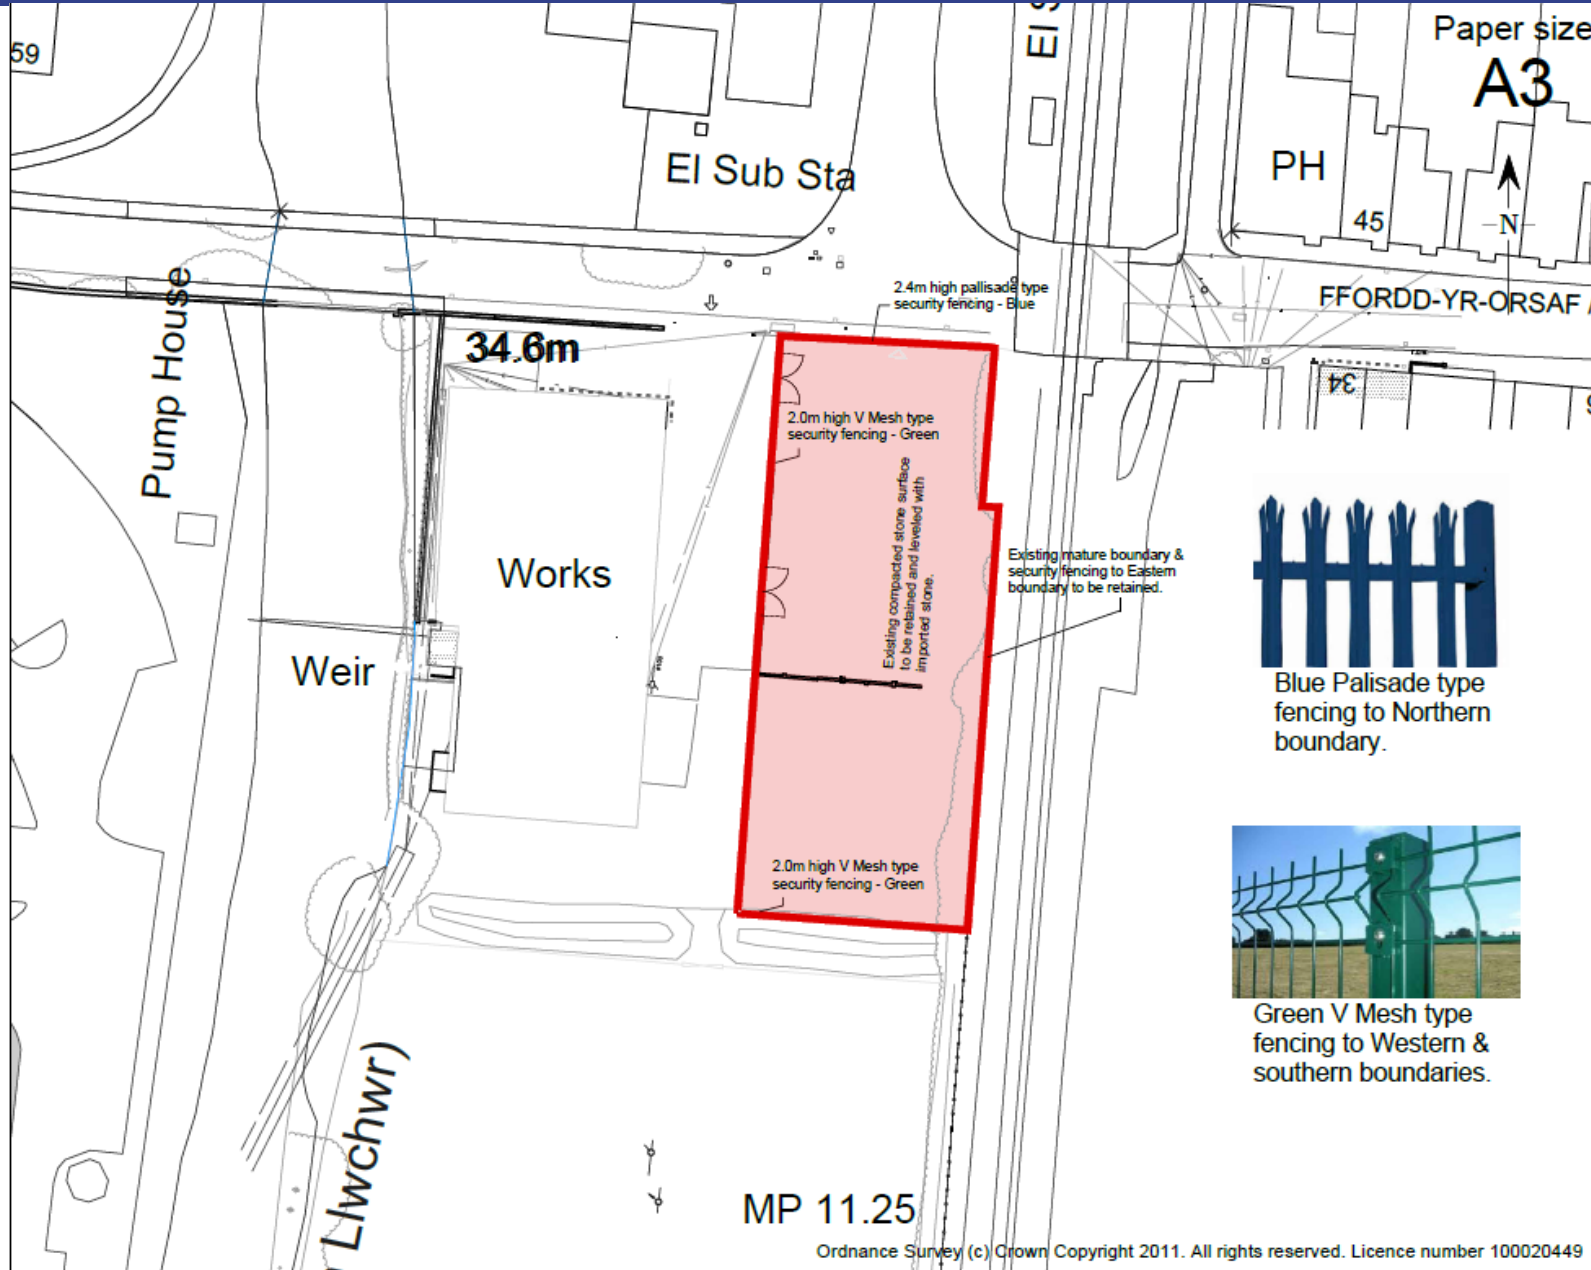 Paper size
A3
59
El S
El Sub Sta
PH
45
N
Pump House
2.4m high pallisade type
security fencing - Blue
FFORDD-YR-ORSAF
34.6m
34
2.0m high V Mesh type
security fencing - Green
Existing compacted stone surface
to be retained and leveled with
imported stone.
Works
Existing mature boundary &
security fencing to Eastern
boundary to be retained.
Weir
Blue Palisade type
fencing to Northern
boundary.
2.0m high V Mesh type
security fencing - Green
Green V Mesh type
fencing to Western &
southern boundaries.
Llwchwr)
MP 11.25
Ordnance Survey (c) Crown Copyright 2011. All rights reserved. Licence number 100020449